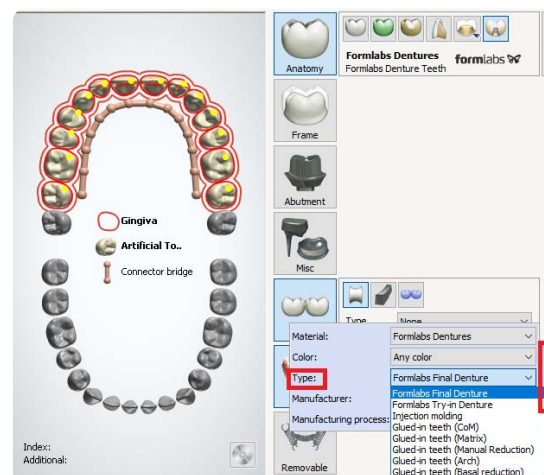 Gingiva
Artificial To..
Connector bridge
Index:
Additional:
Anatomy
Formlabs Dentures
Formlabs Denture Teeth
formlabs
Frame
Abutment
Misc
Type
None
Material:
Formlabs Dentures
Color:
Any color
Type:
Formlabs Final Denture
Manufacturer:
Manufacturing process:
Formlabs Final Denture
Formlabs Try-in Denture
Injection molding
Glued-in teeth (CoM)
Glued-in teeth (Matrix)
Glued-in teeth (Manual Reduction)
Glued-in teeth (Arch)
Glued-in teeth (Basal reduction)
Removable